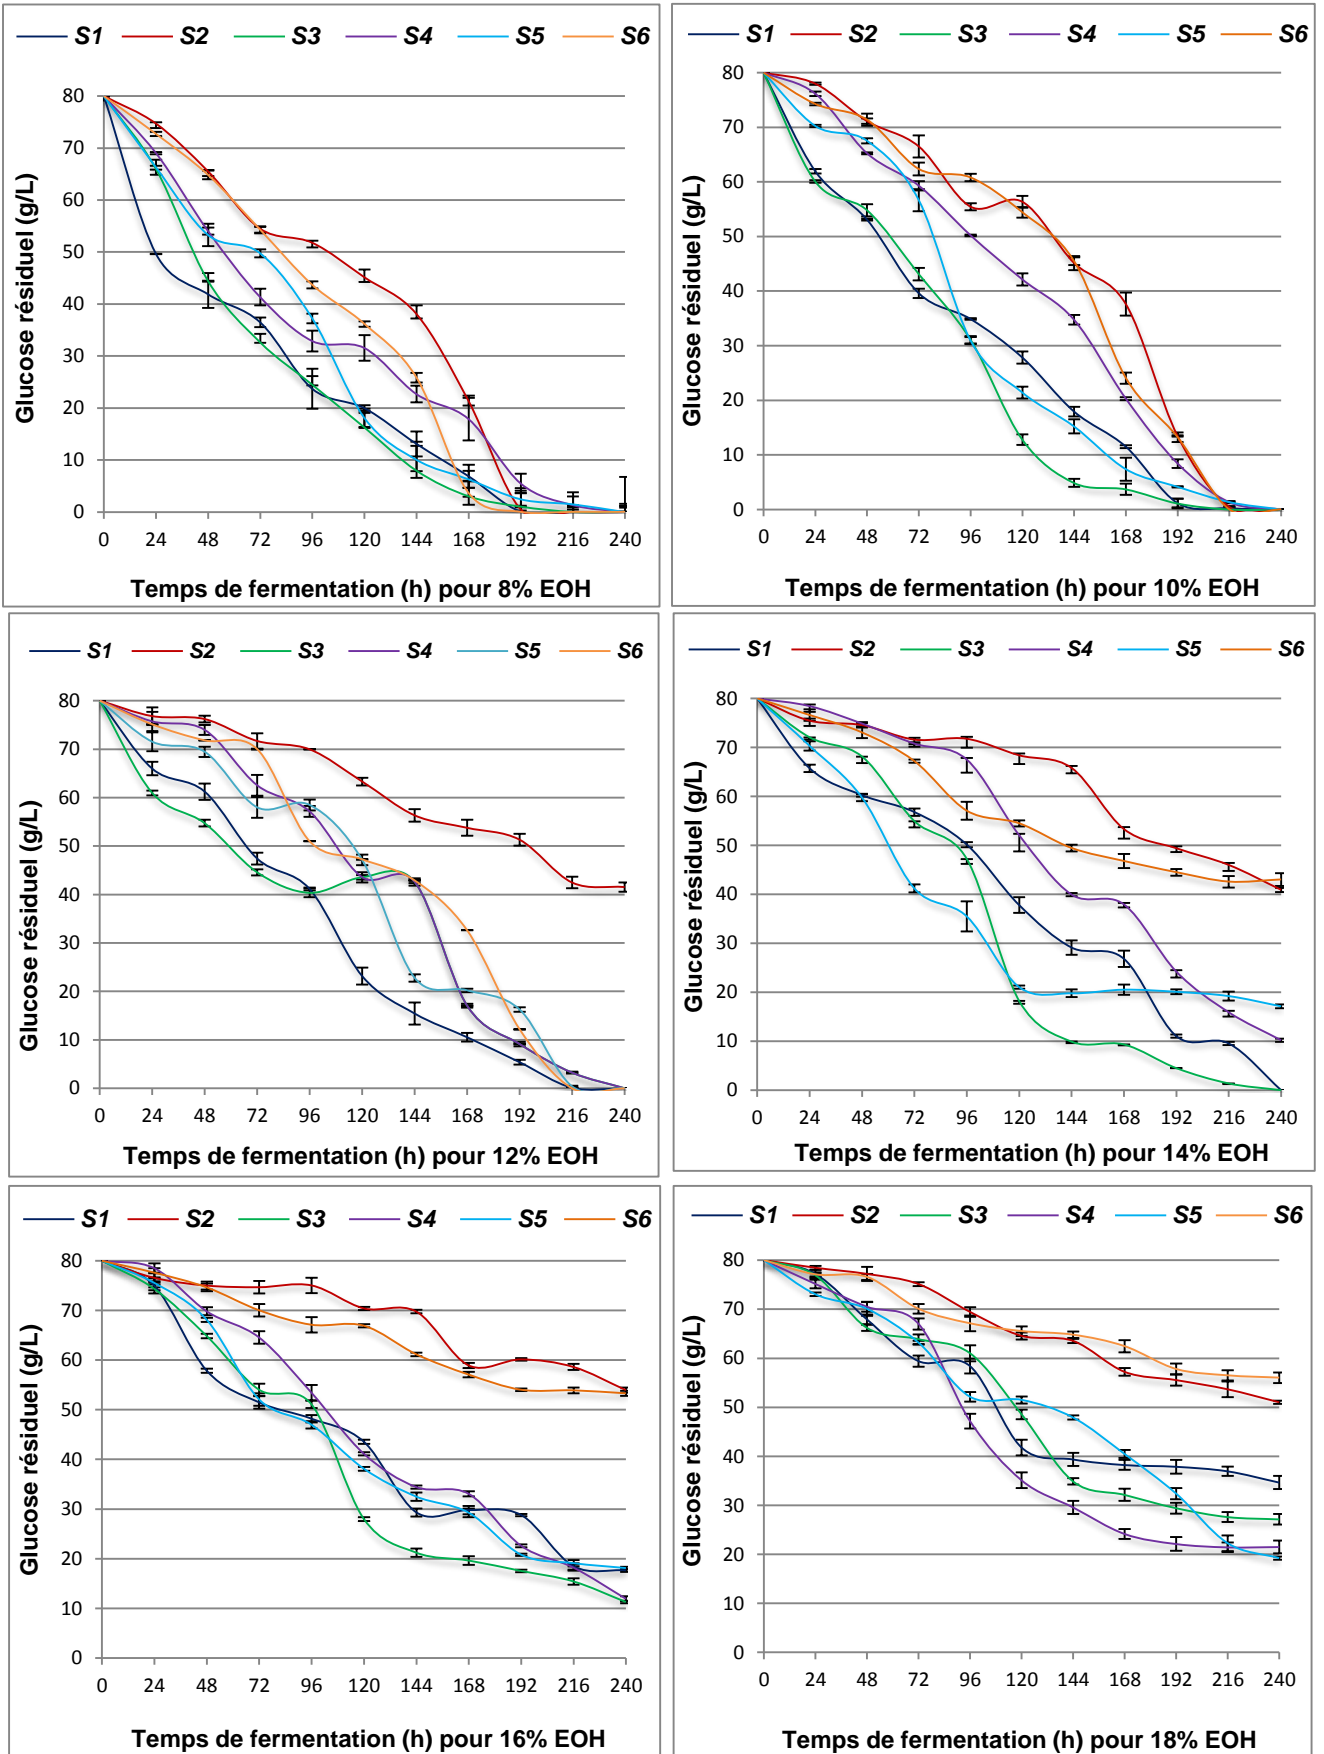 S1 S2 S3 S4 S5 S6
80
70
60
50
40
30
20
10
0
Glucose résiduel (g/L)
0 24 48 72 96 120 144 168 192 216 240
Temps de fermentation (h) pour 8% EOH
S1 S2 S3 S4 S5 S6
80
70
60
50
40
30
20
10
0
Glucose résiduel (g/L)
0 24 48 72 96 120 144 168 192 216 240
Temps de fermentation (h) pour 10% EOH
S1 S2 S3 S4 S5 S6
80
70
60
50
40
30
20
10
0
Glucose résiduel (g/L)
0 24 48 72 96 120 144 168 192 216 240
Temps de fermentation (h) pour 12% EOH
S1 S2 S3 S4 S5 S6
80
70
60
50
40
30
20
10
0
Glucose résiduel (g/L)
0 24 48 72 96 120 144 168 192 216 240
Temps de fermentation (h) pour 14% EOH
S1 S2 S3 S4 S5 S6
80
70
60
50
40
30
20
10
0
Glucose résiduel (g/L)
0 24 48 72 96 120 144 168 192 216 240
Temps de fermentation (h) pour 16% EOH
S1 S2 S3 S4 S5 S6
80
70
60
50
40
30
20
10
0
Glucose résiduel (g/L)
0 24 48 72 96 120 144 168 192 216 240
Temps de fermentation (h) pour 18% EOH